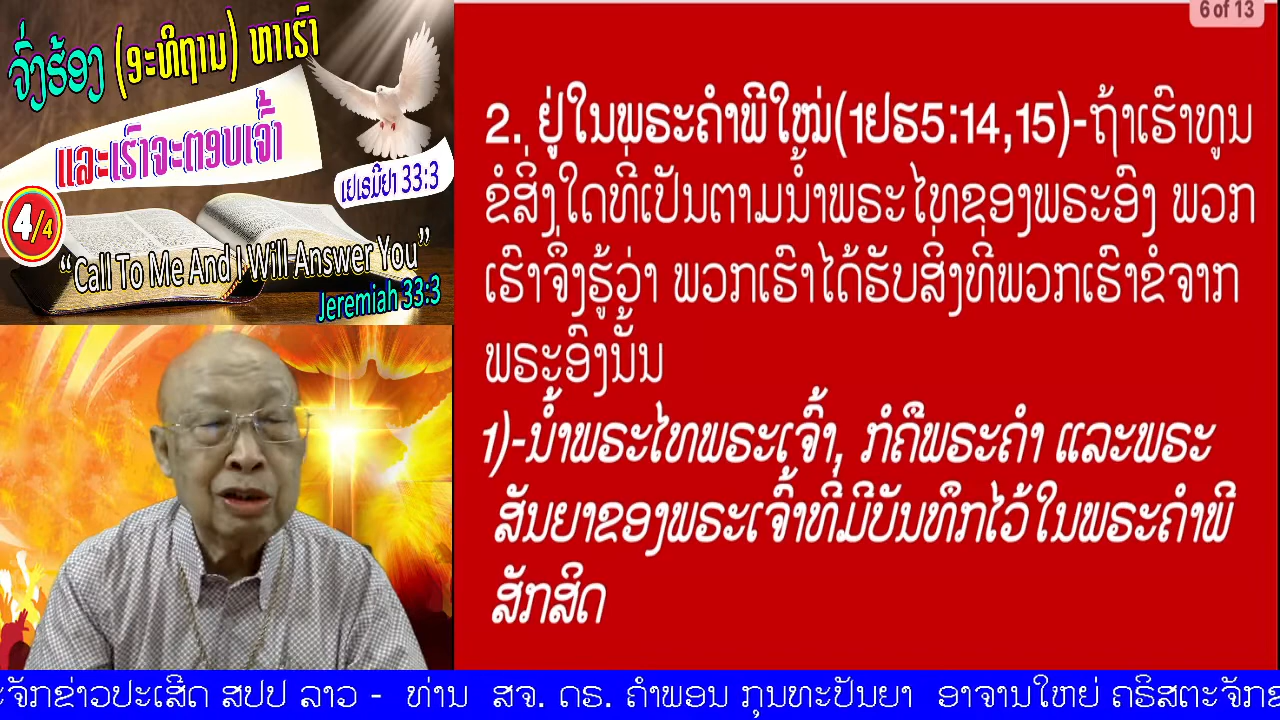 ຈົ່ງຮ້ອງ (ອະທິຖານ) ຫາເຮົາ
ແລະເຮົາຈະຕອບເຈົ້າ
ເຢເຣມີຢາ 33:3
4/4
“Call To Me And I Will Answer You”
Jeremiah 33:3
6 of 13
2. ຢູ່ໃນພຣະຄຳພີໃໝ່(1ຢຮ5:14,15)-ຖ້າເຮົາທູນ
ຂໍສິ່ງໃດທີ່ເປັນຕາມນ້ຳພຣະໄທຂອງພຣະອົງ ພວກ
ເຮົາຈຶ່ງຮູ້ວ່າ ພວກເຮົາໄດ້ຮັບສິ່ງທີ່ພວກເຮົາຂໍຈາກ
ພຣະອົງນັ້ນ
1)-ນ້ຳພຣະໄທພຣະເຈົ້າ, ກໍຄືພຣະຄຳ ແລະພຣະ
ສັນຍາຂອງພຣະເຈົ້າທີ່ມີບັນທຶກໄວ້ໃນພຣະຄຳພີ
ສັກສິດ
ະຈັກຂ່າວປະເສີດ ສປປ ລາວ - ທ່ານ ສຈ. ດຣ. ຄຳພອນ ກຸນທະປັນຍາ ອາຈານໃຫຍ່ ຄຣິສຕະຈັກຂ